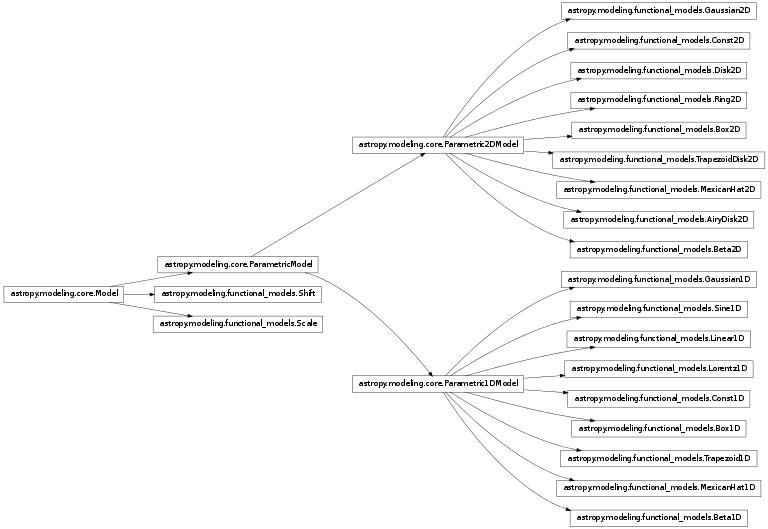 astropy.modeling.functional_models.Gaussian2D
astropy.modeling.functional_models.Const2D
astropy.modeling.functional_models.Disk2D
astropy.modeling.functional_models.Ring2D
astropy.modeling.functional_models.Box2D
astropy.modeling.core.Parametric2DModel
astropy.modeling.functional_models.TrapezoidDisk2D
astropy.modeling.functional_models.MexicanHat2D
astropy.modeling.functional_models.AiryDisk2D
astropy.modeling.functional_models.Beta2D
astropy.modeling.core.ParametricModel
astropy.modeling.functional_models.Gaussian1D
astropy.modeling.core.Model
astropy.modeling.functional_models.Shift
astropy.modeling.functional_models.Sine1D
astropy.modeling.functional_models.Scale
astropy.modeling.functional_models.Linear1D
astropy.modeling.functional_models.Lorentz1D
astropy.modeling.core.Parametric1DModel
astropy.modeling.functional_models.Const1D
astropy.modeling.functional_models.Box1D
astropy.modeling.functional_models.Trapezoid1D
astropy.modeling.functional_models.MexicanHat1D
astropy.modeling.functional_models.Beta1D